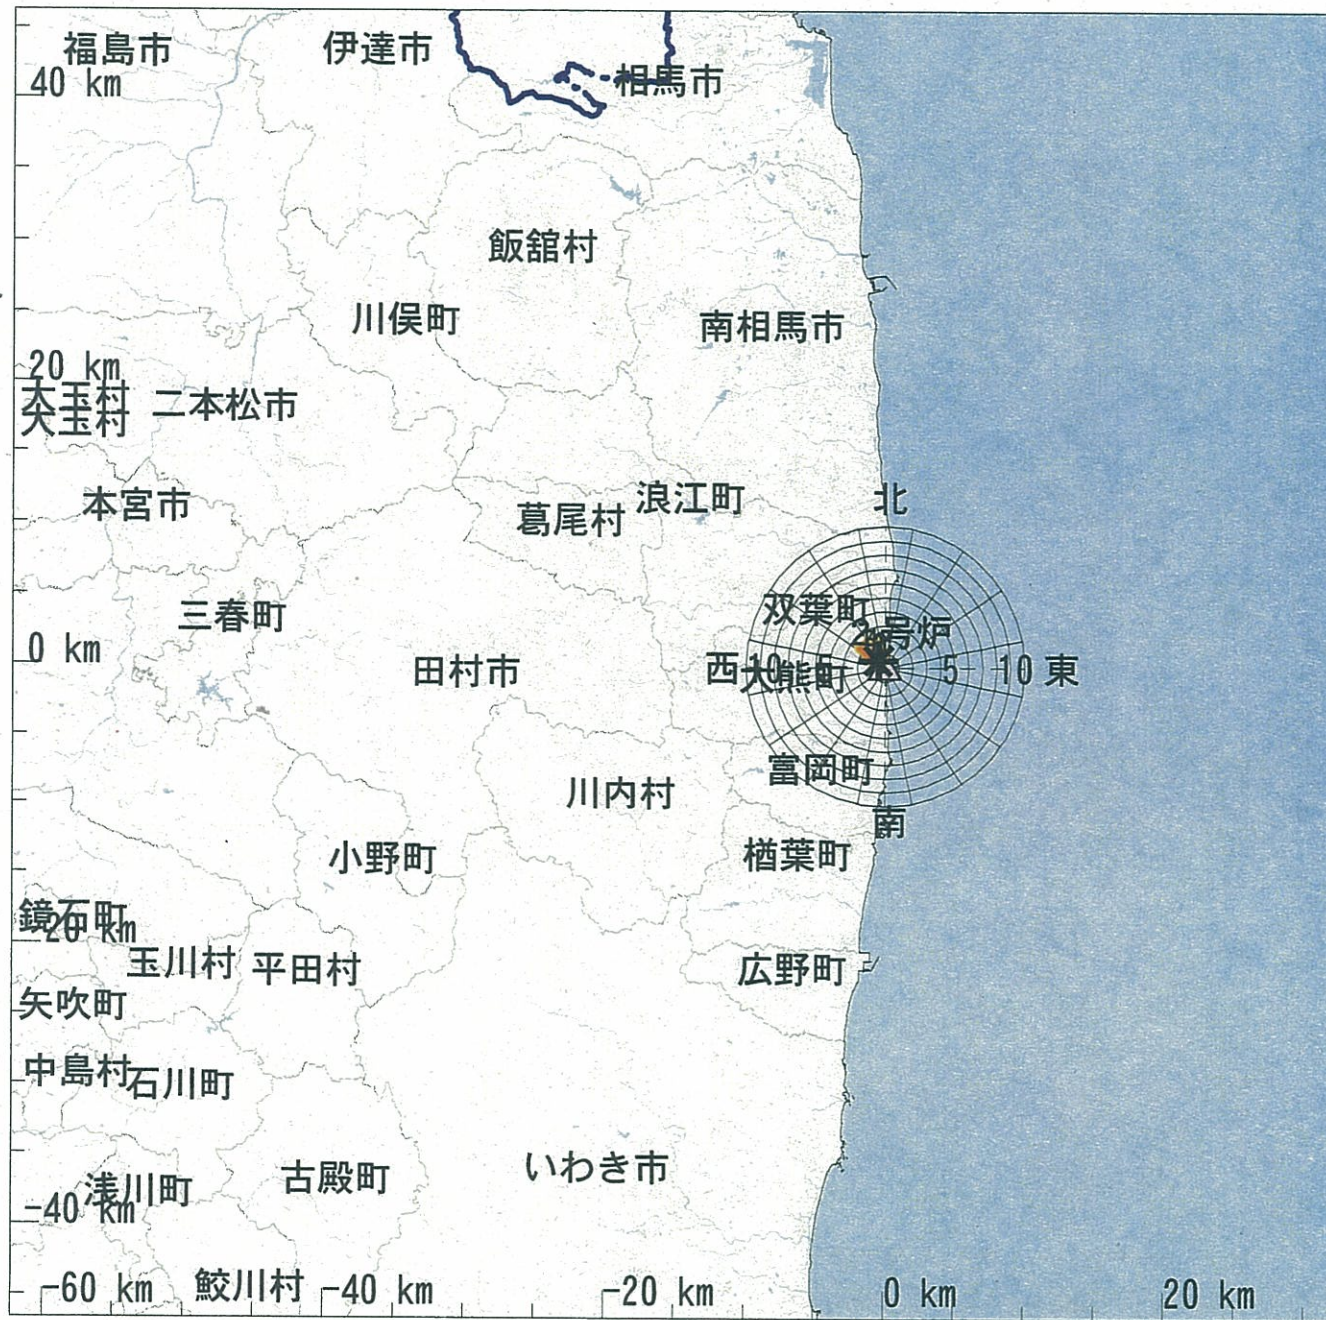 福島市 伊達市
40 km 相馬市
飯舘村
川俣町 南相馬市
20 km
大玉村 二本松市
大玉村
本宮市 葛尾村 浪江町 北
三春町 双葉町
2号炉
0 km 田村市 西 10 5 5 10 東
大熊町
川内村 富岡町
南
小野町 楢葉町
鏡石町
-20 km
玉川村 平田村 広野町
矢吹町
中島村 石川町
いわき市
浅川町 古殿町
-40 km
-60 km 鮫川村 -40 km -20 km 0 km 20 km